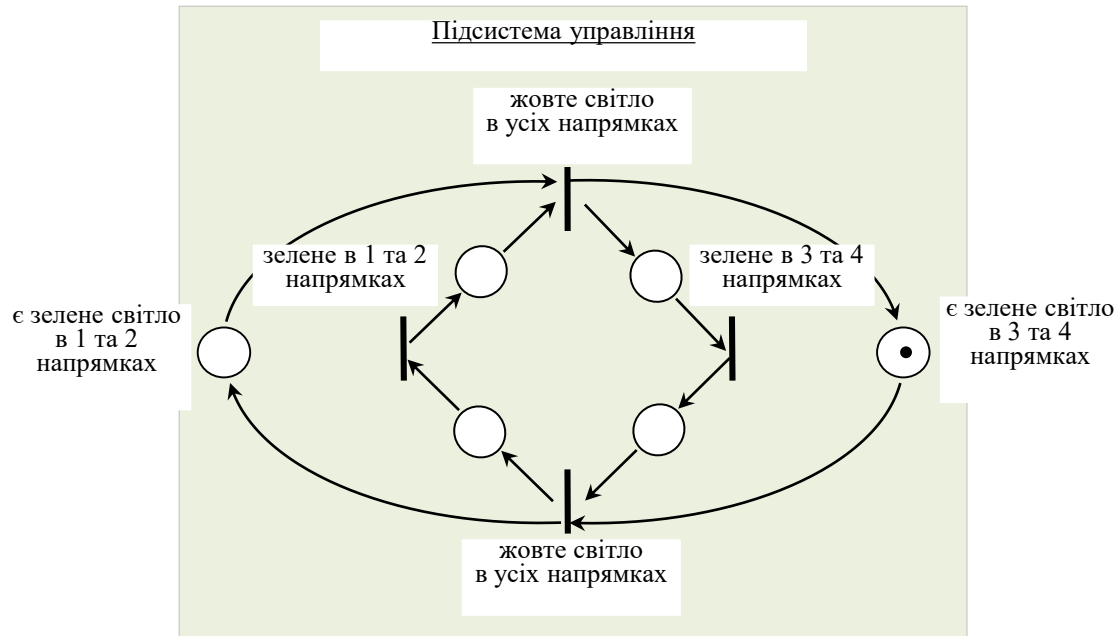 Підсистема управління
жовте світло
в усіх напрямках
зелене в 1 та 2
напрямках
зелене в 3 та 4
напрямках
є зелене світло
в 1 та 2
напрямках
є зелене світло
в 3 та 4
напрямках
жовте світло
в усіх напрямках